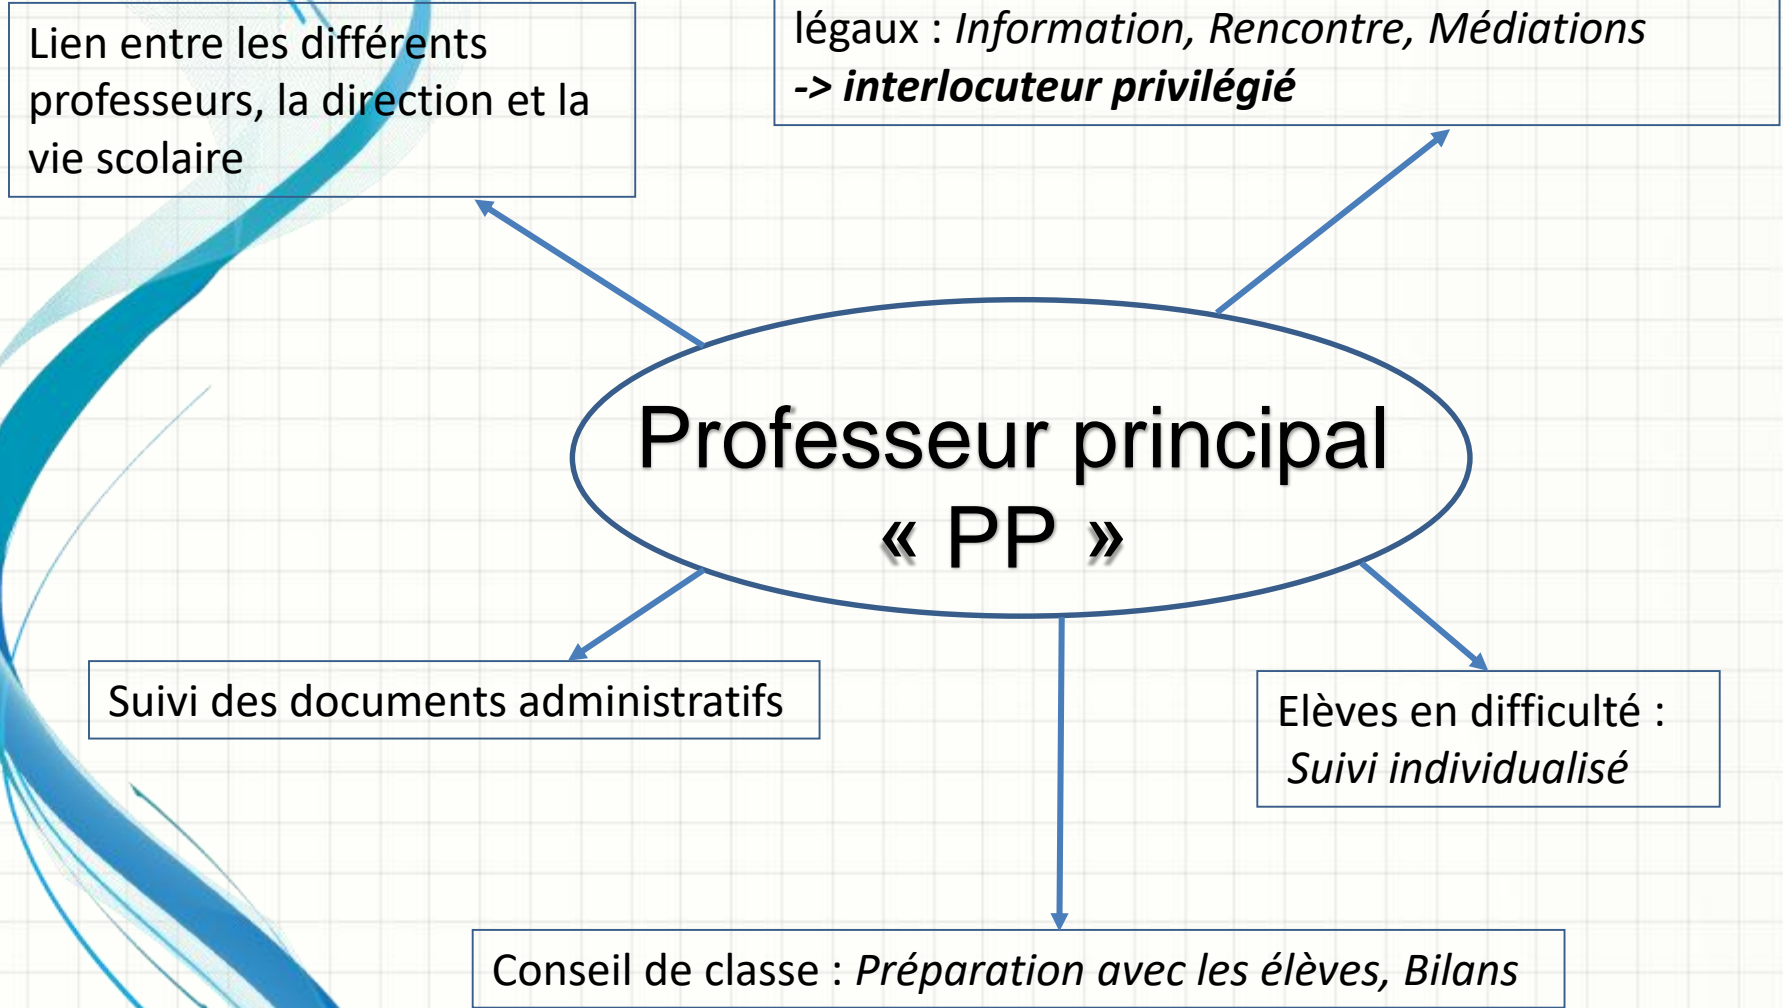 Lien entre les différents
professeurs, la direction et la
vie scolaire
légaux : Information, Rencontre, Médiations
-> interlocuteur privilégié
Professeur principal
« PP »
Suivi des documents administratifs
Elèves en difficulté :
Suivi individualisé
Conseil de classe : Préparation avec les élèves, Bilans